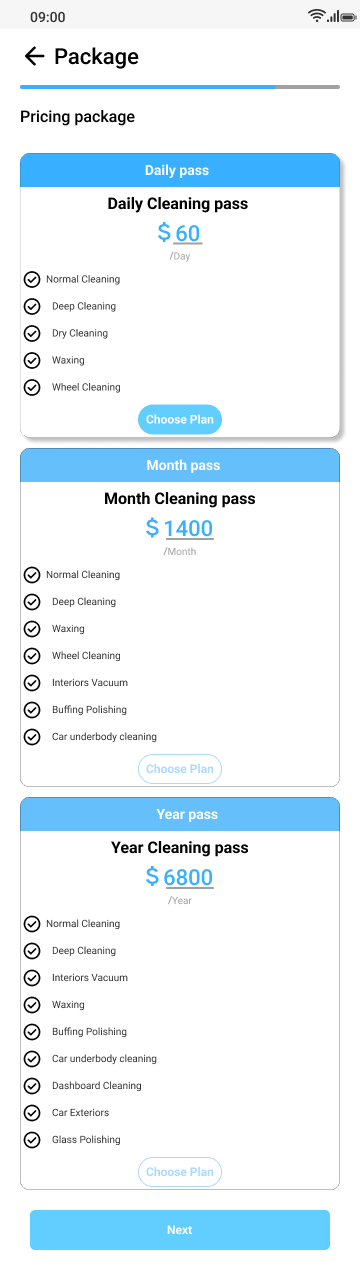 09:00
Package
Pricing package
Daily pass
Daily Cleaning pass
$ 60
/Day
Normal Cleaning
Deep Cleaning
Dry Cleaning
Waxing
Wheel Cleaning
Choose Plan
Month pass
Month Cleaning pass
$ 1400
/Month
Normal Cleaning
Deep Cleaning
Waxing
Wheel Cleaning
Interiors Vacuum
Buffing Polishing
Car underbody cleaning
Choose Plan
Year pass
Year Cleaning pass
$ 6800
/Year
Normal Cleaning
Deep Cleaning
Interiors Vacuum
Waxing
Buffing Polishing
Car underbody cleaning
Dashboard Cleaning
Car Exteriors
Glass Polishing
Choose Plan
Next